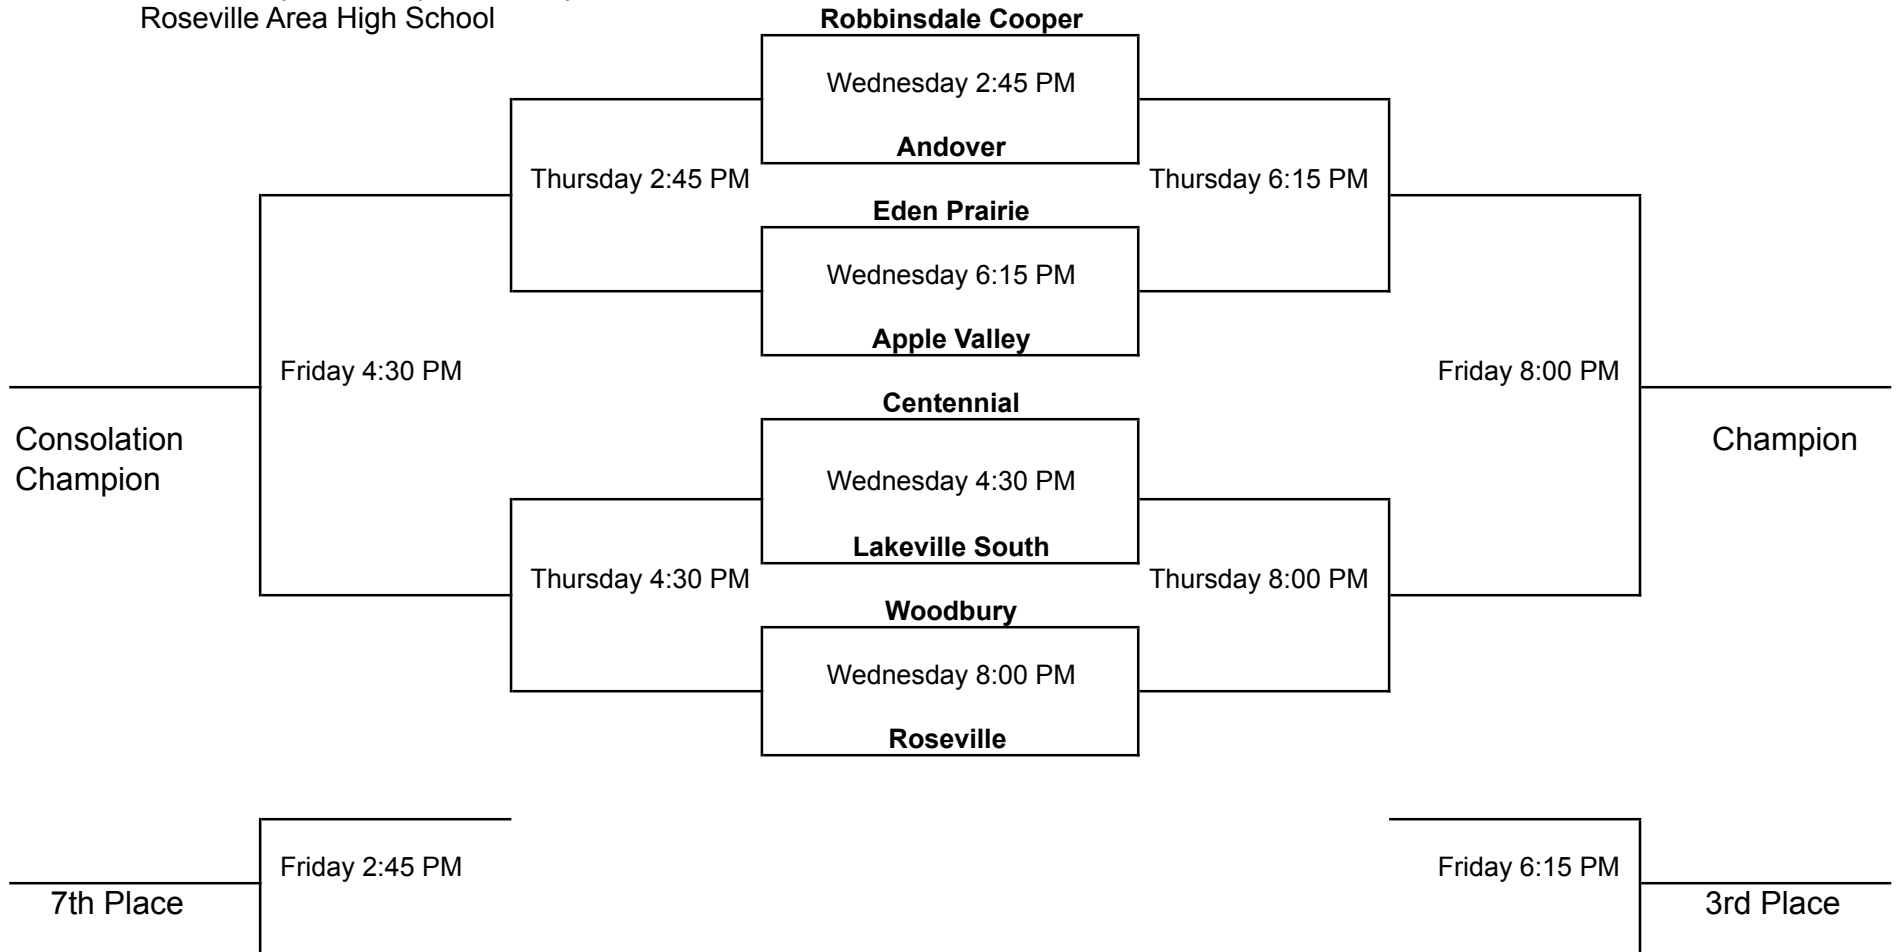 Roseville Area High School
Robbinsdale Cooper
Wednesday 2:45 PM
Andover
Thursday 2:45 PM
Thursday 6:15 PM
Eden Prairie
Wednesday 6:15 PM
Apple Valley
Friday 4:30 PM
Friday 8:00 PM
Centennial
Consolation
Champion
Champion
Wednesday 4:30 PM
Lakeville South
Thursday 4:30 PM
Thursday 8:00 PM
Woodbury
Wednesday 8:00 PM
Roseville
Friday 2:45 PM
Friday 6:15 PM
7th Place
3rd Place